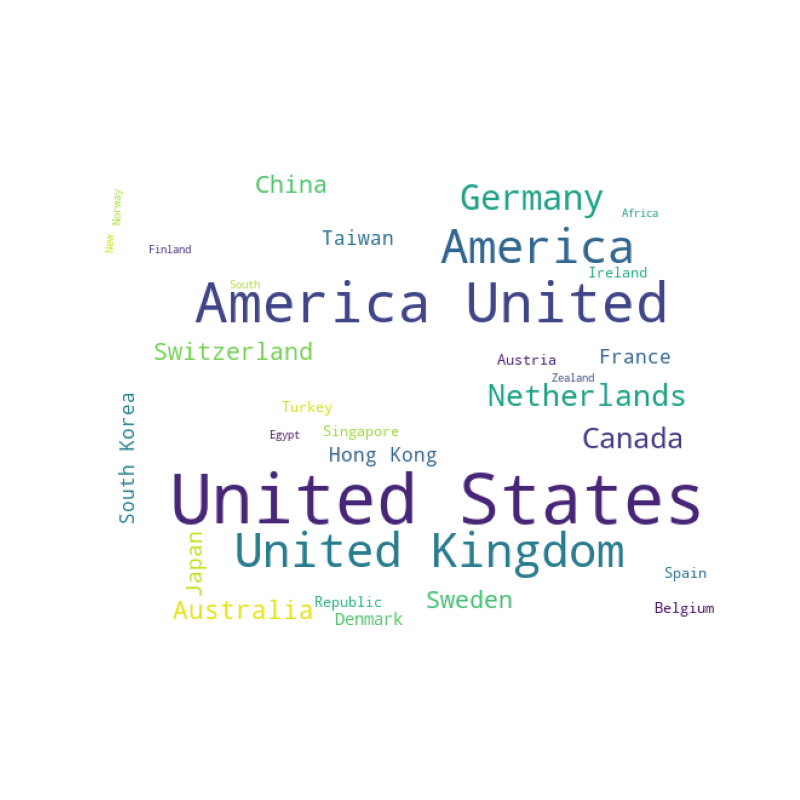 China
Germany
Norway
Africa
New
Finland
Taiwan
America
Ireland
South
America United
Switzerland
Austria
France
Zealand
Netherlands
South Korea
Turkey
Egypt
Singapore
Hong Kong
Canada
United States
Japan
United Kingdom
Spain
Australia
Republic
Denmark
Sweden
Belgium